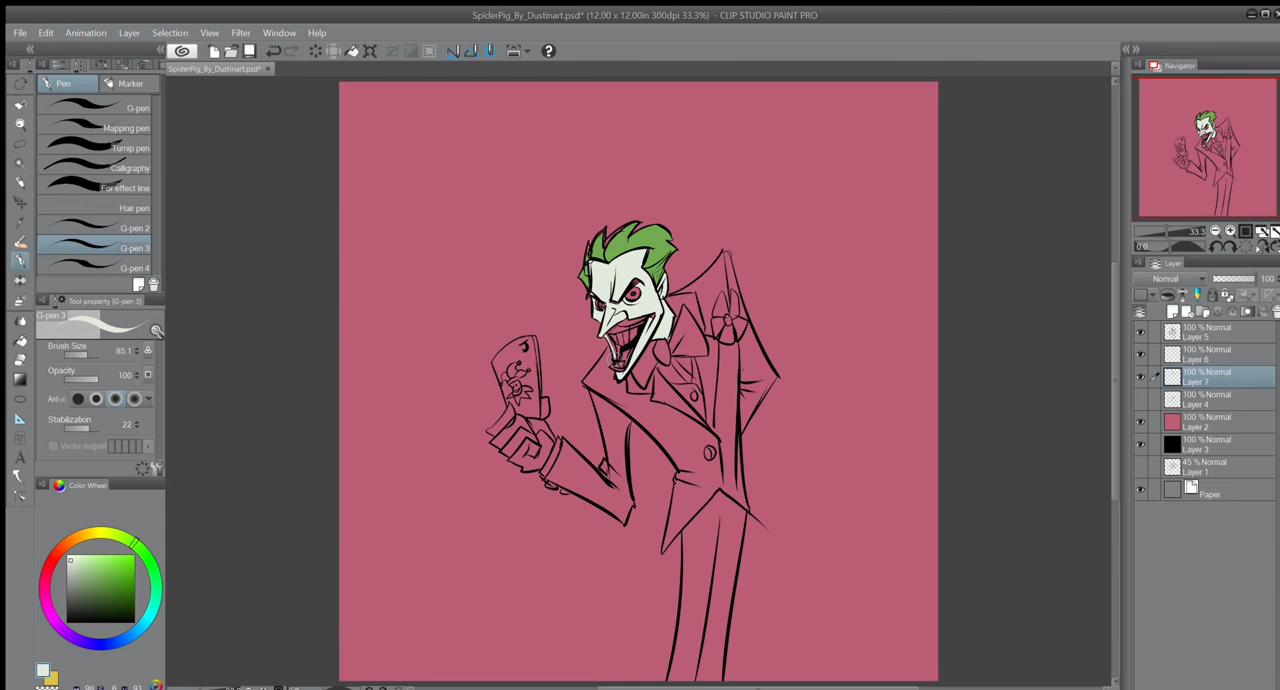 SpiderPig_By_Dustinart.psd* (12.00 x 12.00in 300dpi 33.3%) - CLIP STUDIO PAINT PRO
File Edit Animation Layer Selection View Filter Window Help
SpiderPig_By_Dustinart.psd*
Pen Marker
G-pen
Mapping pen
Turnip pen
Calligraphy
For effect line
Hair pen
G-pen 2
G-pen 3
G-pen 4
Tool property [G-pen 3]
G-pen 3
Brush Size 85.1
Opacity 100
Anti-
Stabilization 22
Vector magnet
Color Wheel
Navigator
33.3
0.0
Layer
Normal 100
100 % Normal
Layer 5
100 % Normal
Layer 6
100 % Normal
Layer 7
100 % Normal
Layer 4
100 % Normal
Layer 2
100 % Normal
Layer 3
45 % Normal
Layer 1
Paper